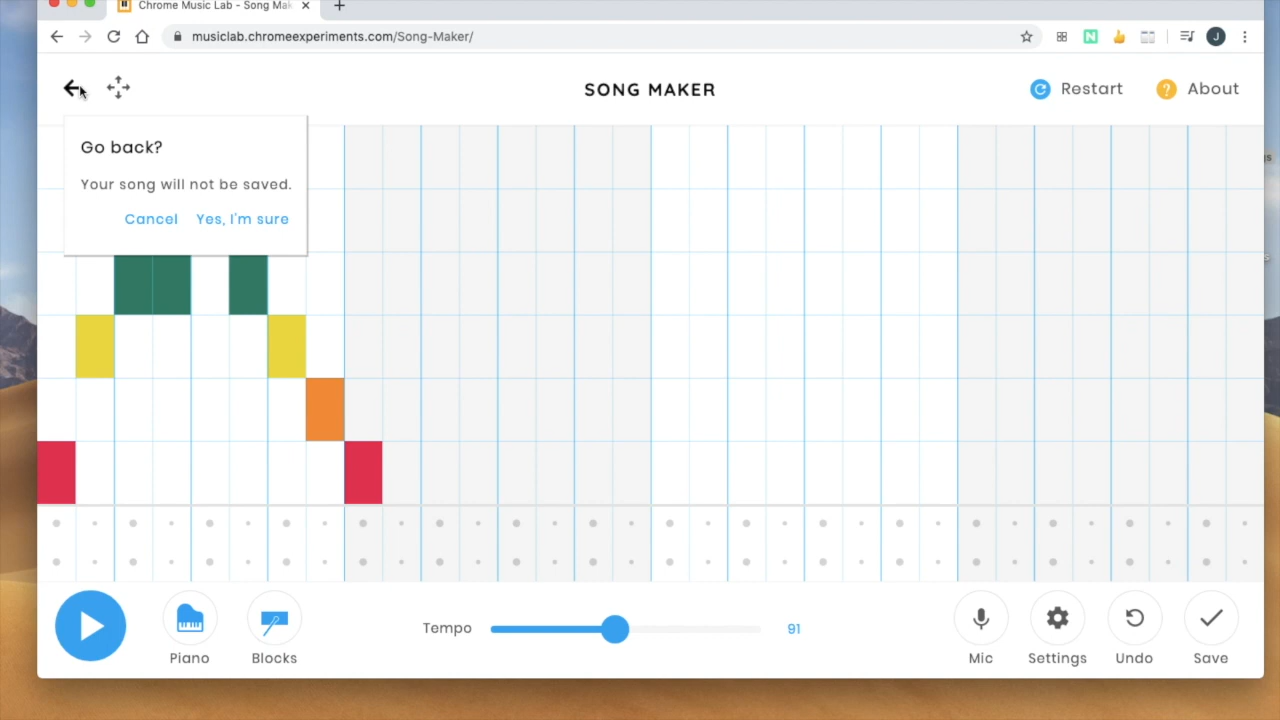 Chrome Music Lab - Song Mak
musiclab.chromeexperiments.com/Song-Maker/
N
J
SONG MAKER
Restart
? About
Go back?
Your song will not be saved.
Cancel Yes, I'm sure
Tempo 91
Piano Blocks Mic Settings Undo Save